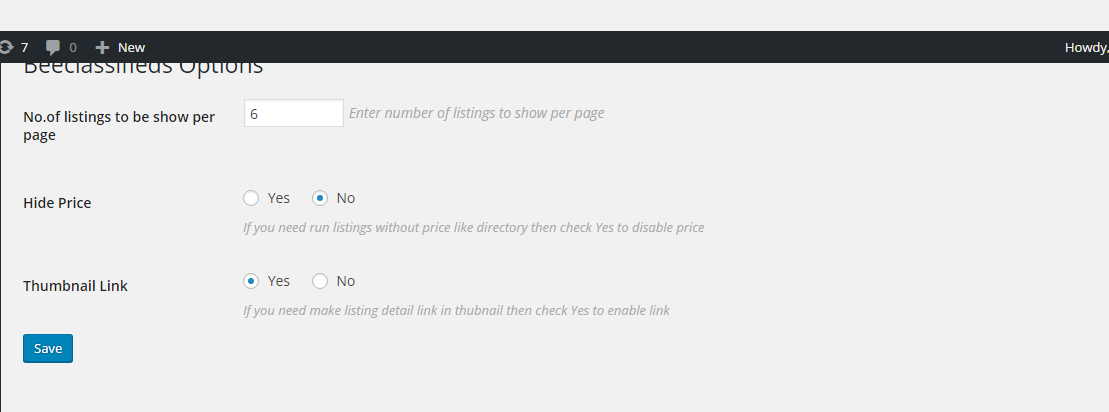 7 0 New Howdy,
Beeclassifieds Options
No.of listings to be show per
page
6 Enter number of listings to show per page
Hide Price
Yes No
If you need run listings without price like directory then check Yes to disable price
Thumbnail Link
Yes No
If you need make listing detail link in thubnail then check Yes to enable link
Save